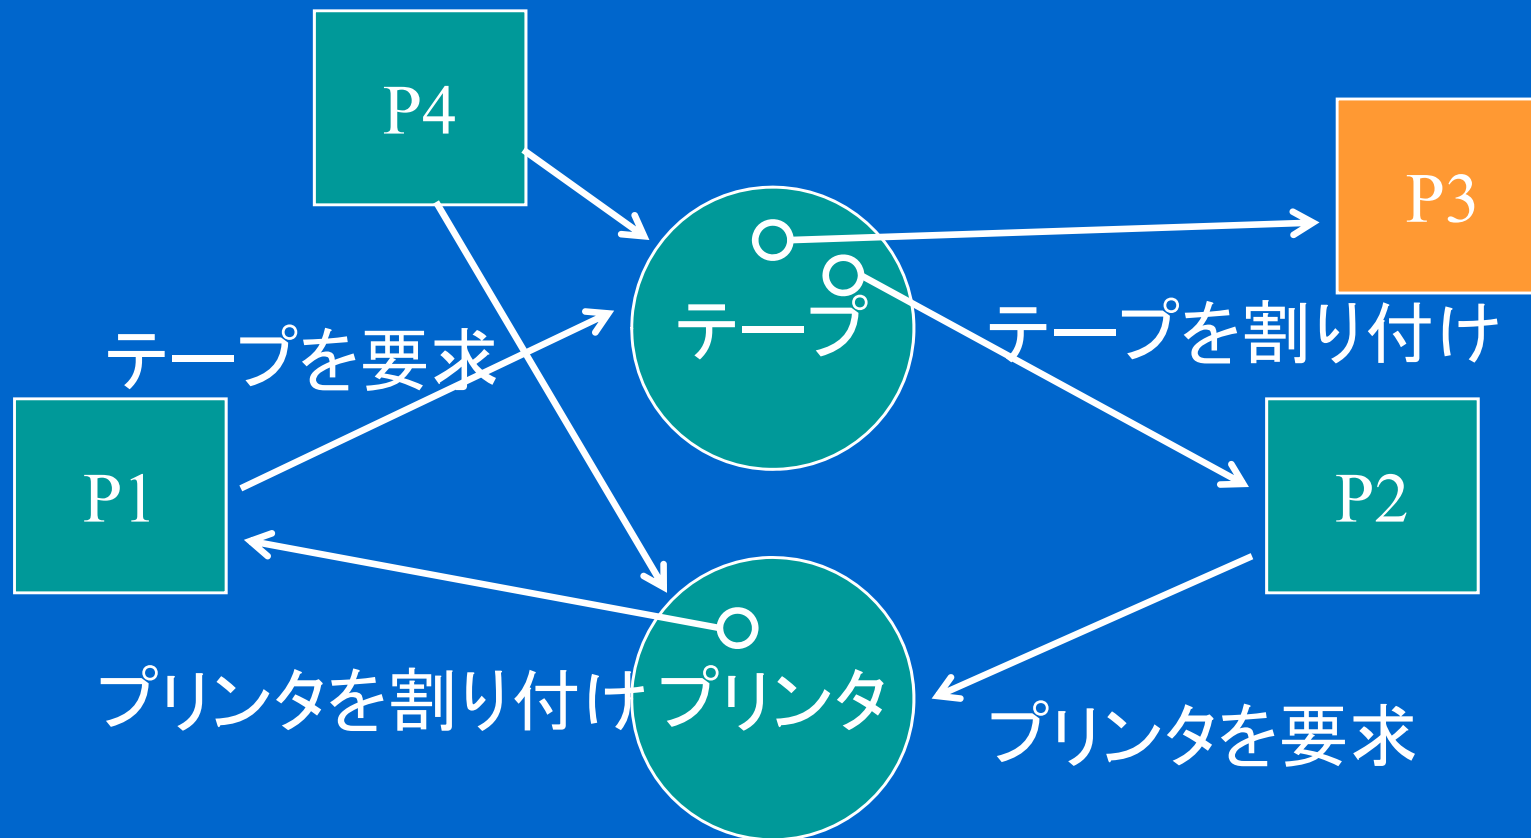 P4
P3
テープ
テープを要求
テープを割り付け
P1
P2
プリンタを割り付け
プリンタ
プリンタを要求